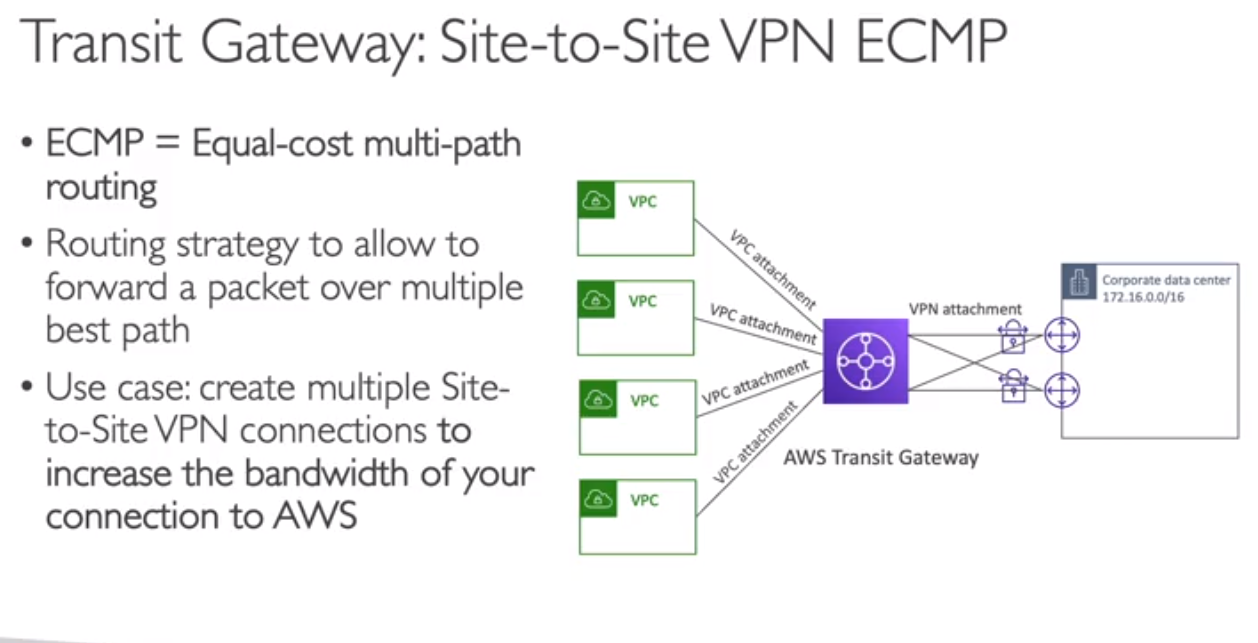 Transit Gateway: Site-to-Site VPN ECMP
• ECMP = Equal-cost multi-path
routing
• Routing strategy to allow to
forward a packet over multiple
best path
• Use case: create multiple Site-
to-Site VPN connections to
increase the bandwidth of your
connection to AWS
VPC
VPC
VPC
VPC
VPC attachment
VPC attachment
VPC attachment
VPC attachment
AWS Transit Gateway
VPN attachment
Corporate data center
172.16.0.0/16